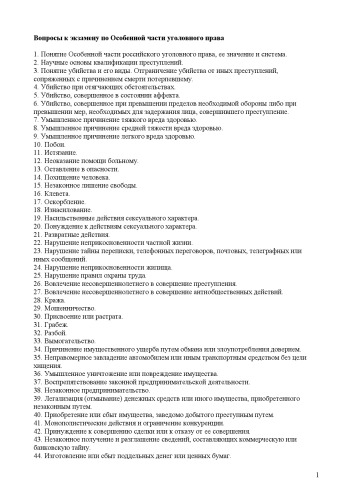 Вопросы к экзамену по Особенной части уголовного права
1. Понятие Особенной части российского уголовного права, ее значение и система.
2. Научные основы квалификации преступлений.
3. Понятие убийства и его виды. Отграничение убийства от иных преступлений,
сопряженных с причинением смерти потерпевшему.
4. Убийство при отягчающих обстоятельствах.
5. Убийство, совершенное в состоянии аффекта.
6. Убийство, совершенное при превышении пределов необходимой обороны либо при
превышении мер, необходимых для задержания лица, совершившего преступление.
7. Умышленное причинение тяжкого вреда здоровью.
8. Умышленное причинение средней тяжести вреда здоровью.
9. Умышленное причинение легкого вреда здоровью.
10. Побои.
11. Истязание.
12. Неоказание помощи больному.
13. Оставление в опасности.
14. Похищение человека.
15. Незаконное лишение свободы.
16. Клевета.
17. Оскорбление.
18. Изнасилование.
19. Насильственные действия сексуального характера.
20. Понуждение к действиям сексуального характера.
21. Развратные действия.
22. Нарушение неприкосновенности частной жизни.
23. Нарушение тайны переписки, телефонных переговоров, почтовых, телеграфных или
иных сообщений.
24. Нарушение неприкосновенности жилища.
25. Нарушение правил охраны труда.
26. Вовлечение несовершеннолетнего в совершение преступления.
27. Вовлечение несовершеннолетнего в совершение антиобщественных действий.
28. Кража.
29. Мошенничество.
30. Присвоение или растрата.
31. Грабеж.
32. Разбой.
33. Вымогательство.
34. Причинение имущественного ущерба путем обмана или злоупотребления доверием.
35. Неправомерное завладение автомобилем или иным транспортным средством без цели
хищения.
36. Умышленное уничтожение или повреждение имущества.
37. Воспрепятствование законной предпринимательской деятельности.
38. Незаконное предпринимательство.
39. Легализация (отмывание) денежных средств или иного имущества, приобретенного
незаконным путем.
40. Приобретение или сбыт имущества, заведомо добытого преступным путем.
41. Монополистические действия и ограничение конкуренции.
42. Принуждение к совершению сделки или к отказу от ее совершения.
43. Незаконное получение и разглашение сведений, составляющих коммерческую или
банковскую тайну.
44. Изготовление или сбыт поддельных денег или ценных бумаг.
1